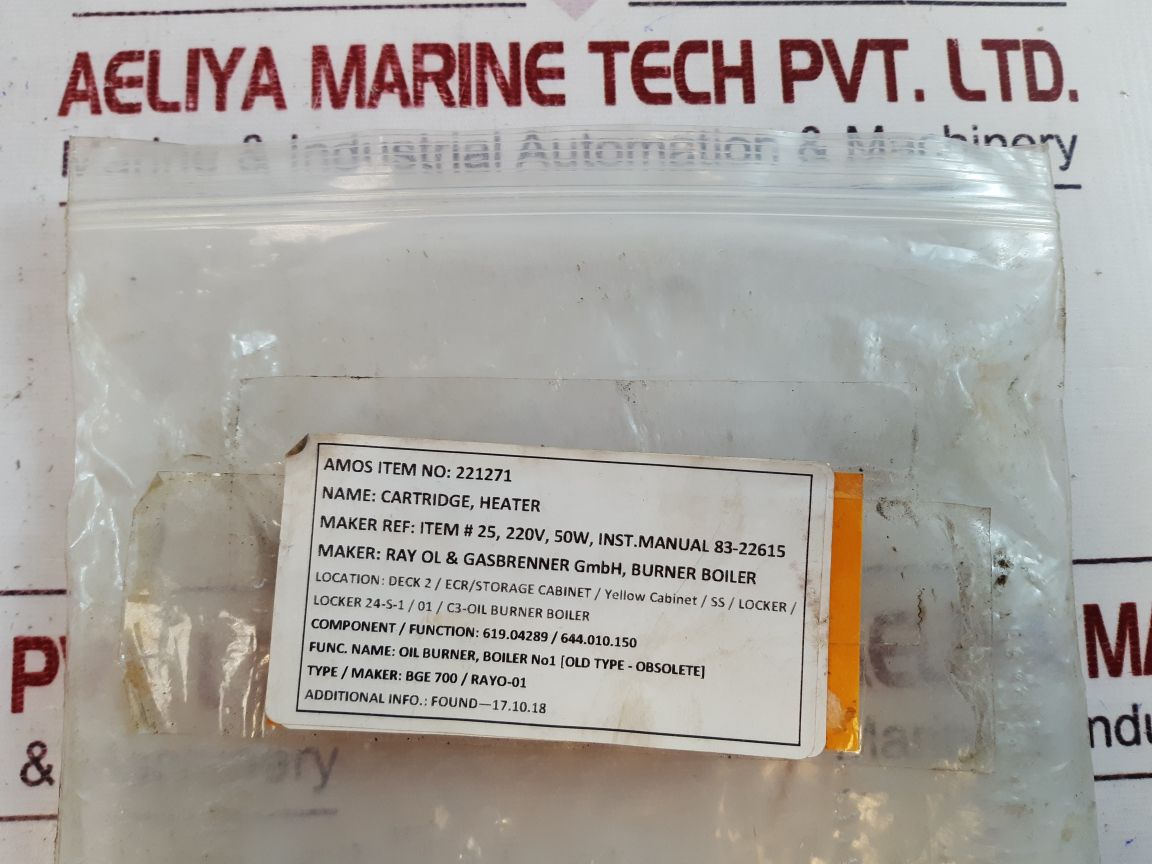 AELIYA MARINE TECH PVT. LTD.
Marine & Industrial Automation & Machinery
AMOS ITEM NO: 221271
NAME: CARTRIDGE, HEATER
MAKER REF: ITEM # 25, 220V, 50W, INST.MANUAL 83-22615
MAKER: RAY OL & GASBRENNER GmbH, BURNER BOILER
LOCATION: DECK 2 / ECR/STORAGE CABINET / Yellow Cabinet / SS / LOCKER /
LOCKER 24-S-1 / 01 / C3-OIL BURNER BOILER
COMPONENT / FUNCTION: 619.04289 / 644.010.150
FUNC. NAME: OIL BURNER, BOILER No1 [OLD TYPE - OBSOLETE]
TYPE / MAKER: BGE 700 / RAYO-01
ADDITIONAL INFO.: FOUND—17.10.18
P
AE
MA
&
Mar
Indu